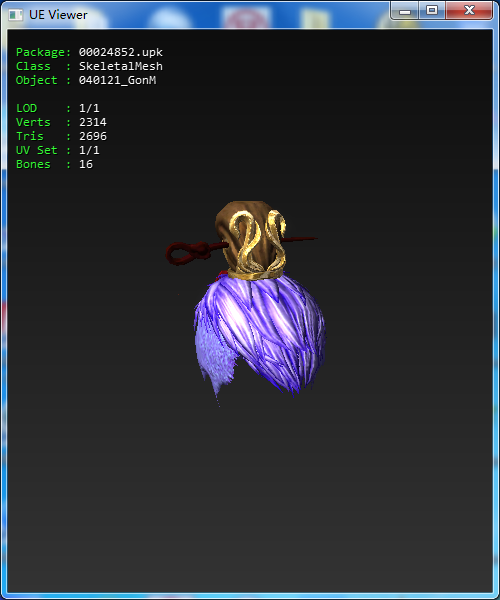 UE Viewer
Package: 00024852.upk
Class : SkeletalMesh
Object : 040121_GonM
LOD : 1/1
Verts : 2314
Tris : 2696
UV Set : 1/1
Bones : 16